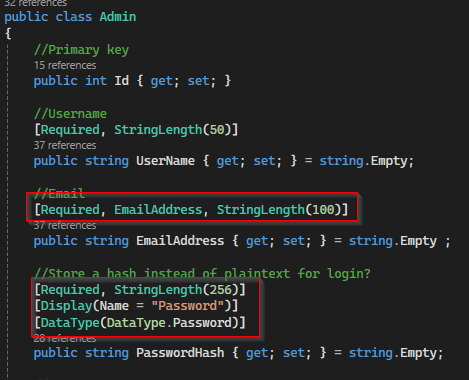 32 references
public class Admin
{
//Primary key
15 references
public int Id { get; set; }
//Username
[Required, StringLength(50)]
37 references
public string UserName { get; set; } = string.Empty;
//Email
[Required, EmailAddress, StringLength(100)]
37 references
public string EmailAddress { get; set; } = string.Empty ;
//Store a hash instead of plaintext for login?
[Required, StringLength(256)]
[Display(Name = "Password")]
[DataType(DataType.Password)]
28 references
public string PasswordHash { get; set; } = string.Empty;